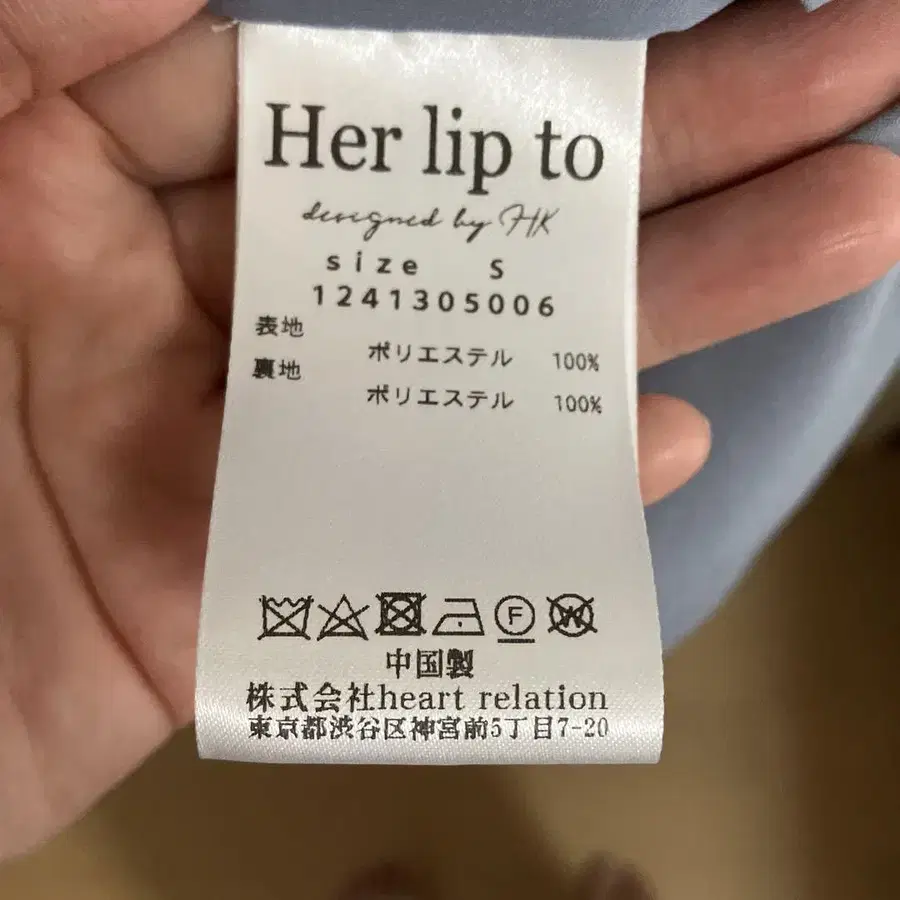 Her lip to
designed by HK
size S
1241305006
表地 ポリエステル 100%
裏地 ポリエステル 100%
F W
中国製
株式会社heart relation
東京都渋谷区神宮前5丁目7-20